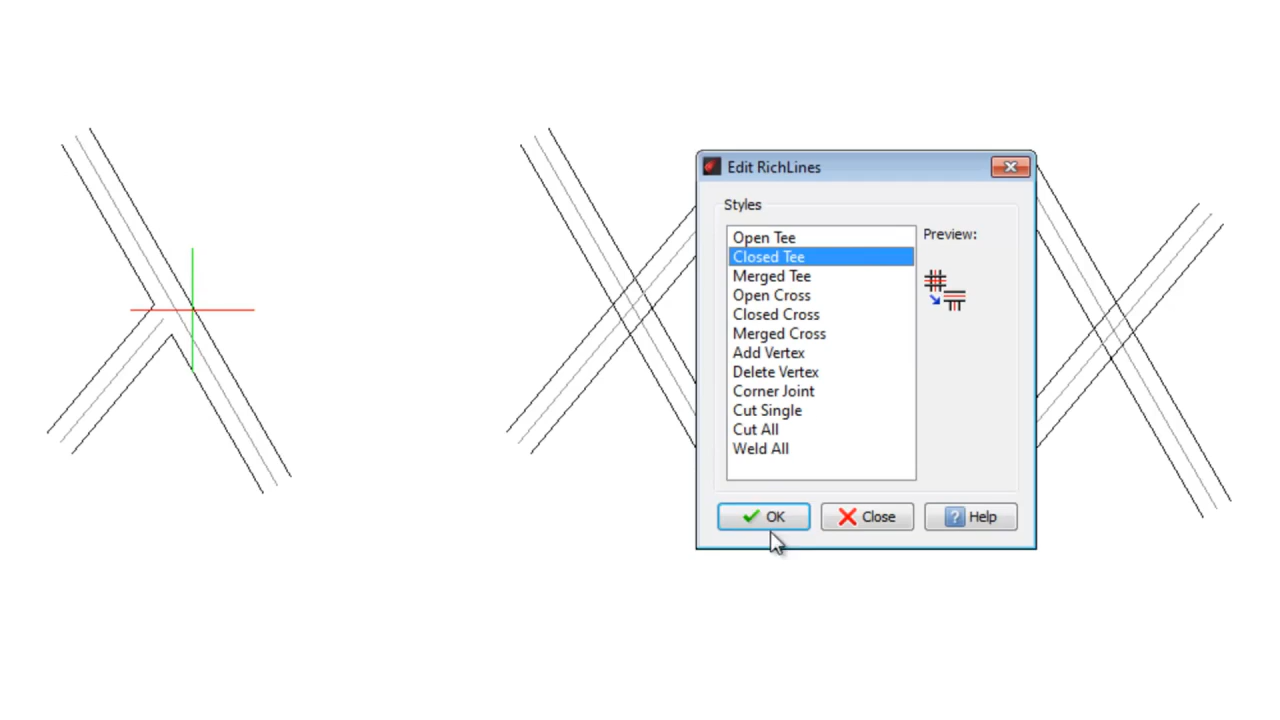 Edit RichLines
Styles
Open Tee
Closed Tee
Merged Tee
Open Cross
Closed Cross
Merged Cross
Add Vertex
Delete Vertex
Corner Joint
Cut Single
Cut All
Weld All
Preview:
OK
Close
Help